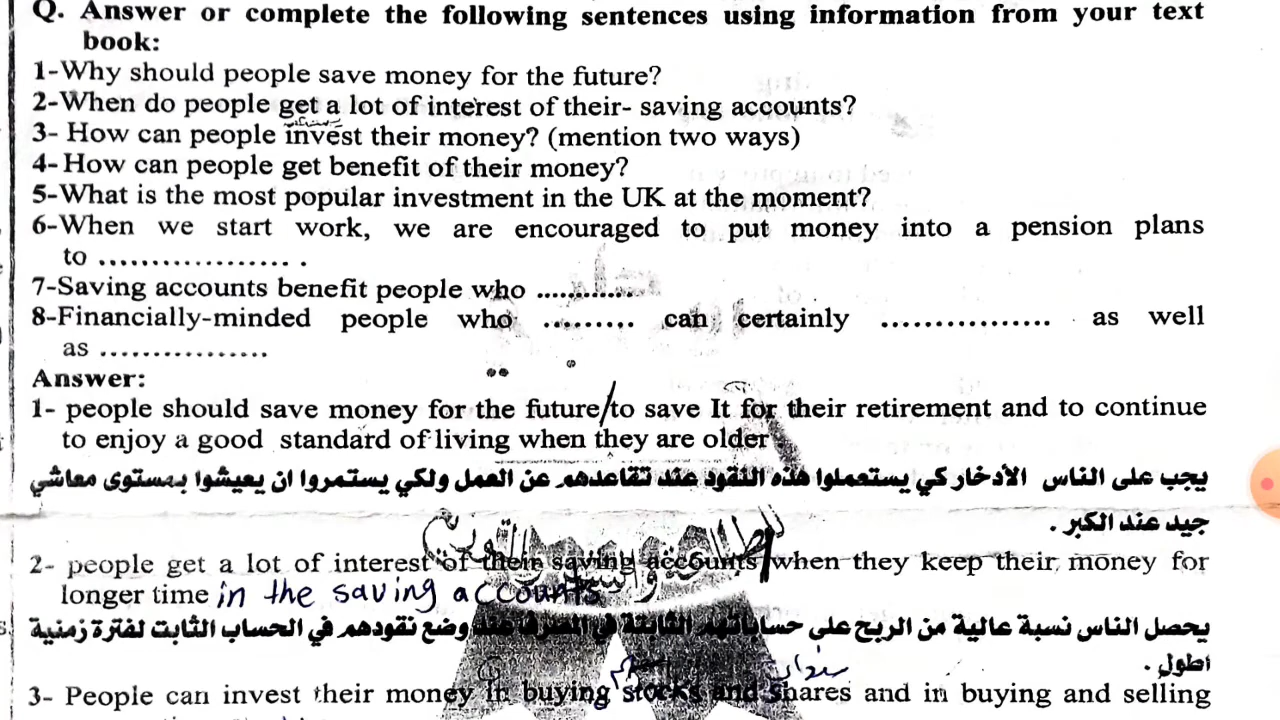 Q. Answer or complete the following sentences using information from your text
book:
1-Why should people save money for the future?
2-When do people get a lot of interest of their- saving accounts?
3- How can people invest their money? (mention two ways)
4- How can people get benefit of their money?
5-What is the most popular investment in the UK at the moment?
6-When we start work, we are encouraged to put money into a pension plans
to ................... .
7-Saving accounts benefit people who ............
8-Financially-minded people who ......... can certainly ................ as well
as ................
Answer:
1- people should save money for the future/to save It for their retirement and to continue
to enjoy a good standard of living when they are older
يجب على الناس الأدخار كي يستعملوا هذه النقود عند تقاعدهم عن العمل ولكي يستمروا ان يعيشوا بمستوى معاشي
جيد عند الكبر .
2- people get a lot of interest of their saving accounts/when they keep their money for
longer time in the saving accounts
يحصل الناس نسبة عالية من الربح على حساباتهم الثابتة في المصرف عند وضع نقودهم في الحساب الثابت لفترة زمنية
اطول .
3- People can invest their money in buying stocks and shares and in buying and selling